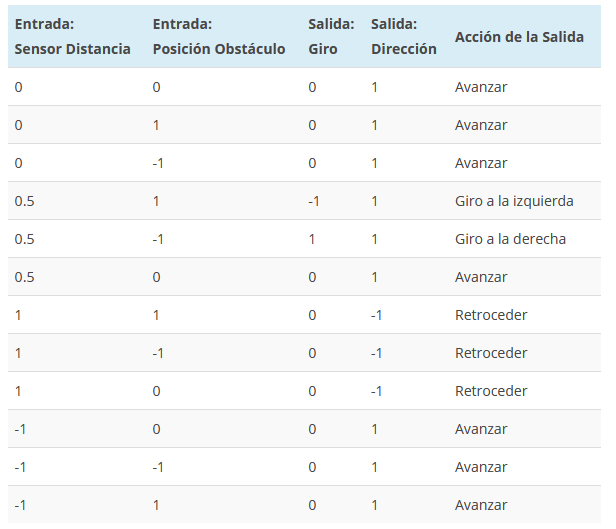 Entrada: Entrada: Salida: Salida: Acción de la Salida
Sensor Distancia Posición Obstáculo Giro Dirección
0 0 0 1 Avanzar
0 1 0 1 Avanzar
0 -1 0 1 Avanzar
0.5 1 -1 1 Giro a la izquierda
0.5 -1 1 1 Giro a la derecha
0.5 0 0 1 Avanzar
1 1 0 -1 Retroceder
1 -1 0 -1 Retroceder
1 0 0 -1 Retroceder
-1 0 0 1 Avanzar
-1 -1 0 1 Avanzar
-1 1 0 1 Avanzar